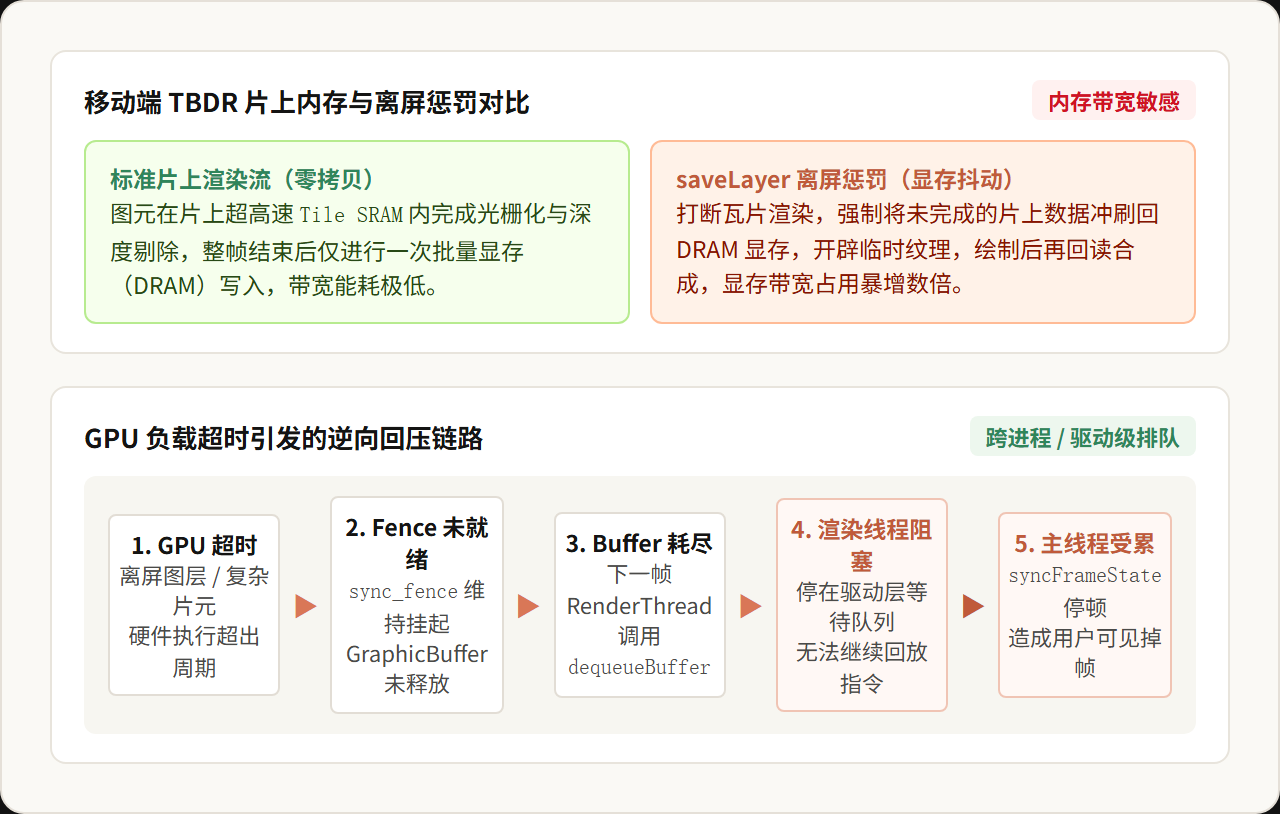 移动端 TBDR 片上内存与离屏惩罚对比
内存带宽敏感
标准片上渲染流（零拷贝）
图元在片上超高速 Tile SRAM 内完成光栅化与深
度剔除，整帧结束后仅进行一次批量显存
（DRAM）写入，带宽能耗极低。
saveLayer 离屏惩罚（显存抖动）
打断瓦片渲染，强制将未完成的片上数据冲刷回
DRAM 显存，开辟临时纹理，绘制后再回读合
成，显存带宽占用暴增数倍。
GPU 负载超时引发的逆向回压链路
跨进程 / 驱动级排队
1. GPU 超时
离屏图层 / 复杂
片元
硬件执行超出
周期
2. Fence 未就
绪
sync_fence 维
持挂起
GraphicBuffer
未释放
3. Buffer 耗尽
下一帧
RenderThread
调用
dequeueBuffer
4. 渲染线程阻
塞
停在驱动层等
待队列
无法继续回放
指令
5. 主线程受累
syncFrameState
停顿
造成用户可见掉
帧